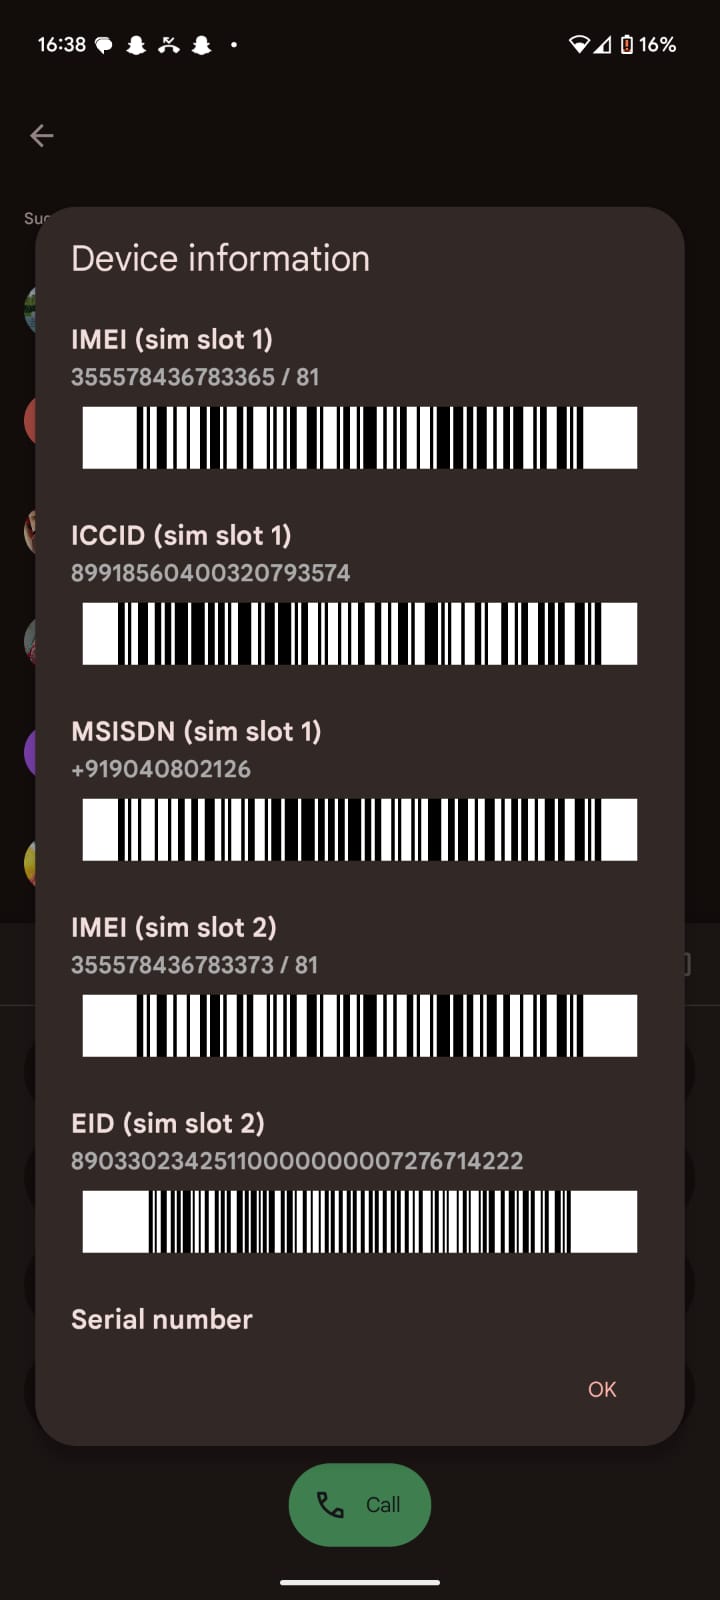 16:38
16%
Device information
IMEI (sim slot 1)
355578436783365 / 81
ICCID (sim slot 1)
89918560400320793574
MSISDN (sim slot 1)
+919040802126
IMEI (sim slot 2)
355578436783373 / 81
EID (sim slot 2)
89033023425110000000007276714222
Serial number
OK
Call